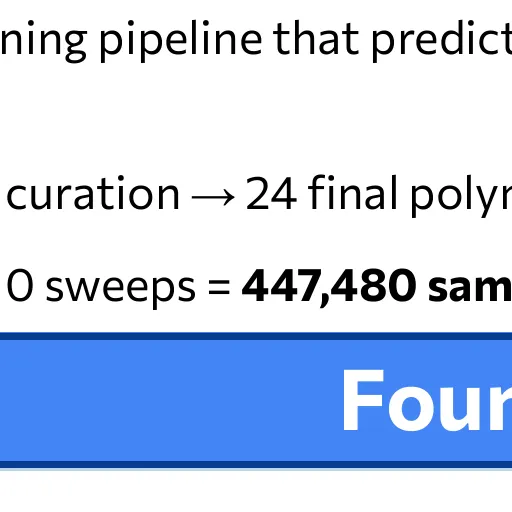 ning pipeline that predict
curation → 24 final polyr
0 sweeps = 447,480 sam
Four